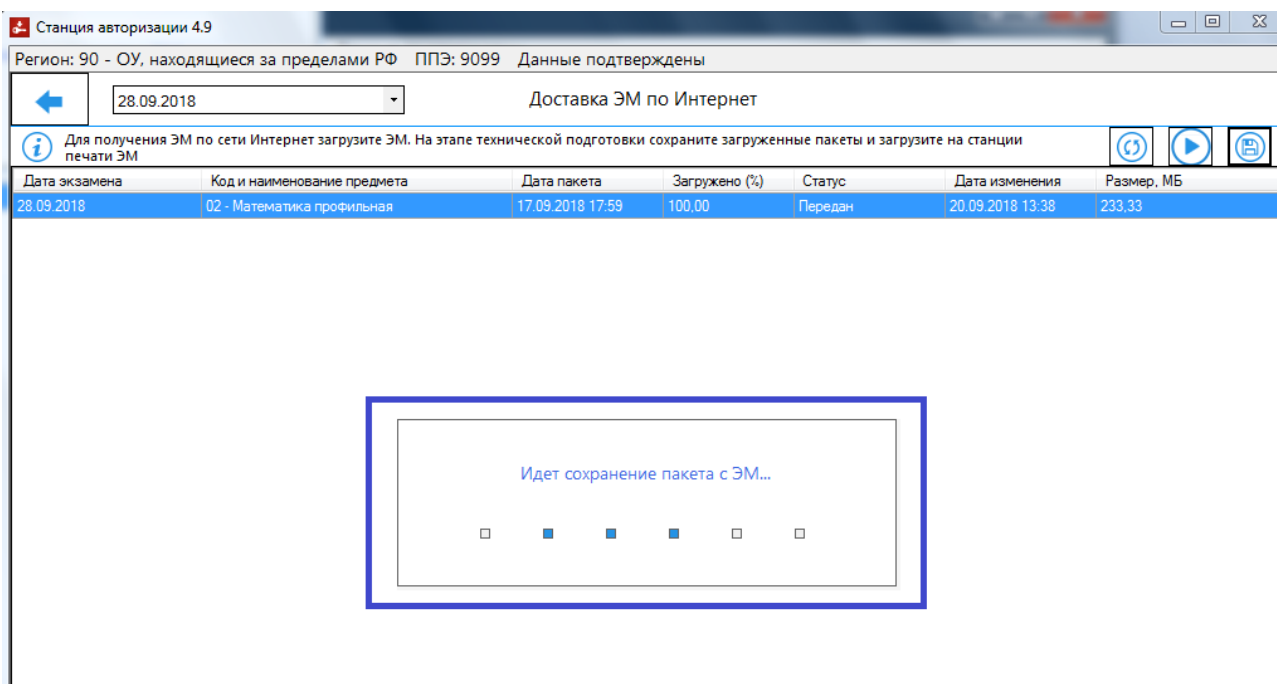 Станция авторизации 4.9
Регион: 90 - ОУ, находящиеся за пределами РФ ППЭ: 9099 Данные подтверждены
28.09.2018 Доставка ЭМ по Интернет
Для получения ЭМ по сети Интернет загрузите ЭМ. На этапе технической подготовки сохраните загруженные пакеты и загрузите на станции
печати ЭМ
Дата экзамена Код и наименование предмета Дата пакета Загружено (%) Статус Дата изменения Размер, МБ
28.09.2018 02 - Математика профильная 17.09.2018 17:59 100,00 Передан 20.09.2018 13:38 233,33
Идет сохранение пакета с ЭМ...